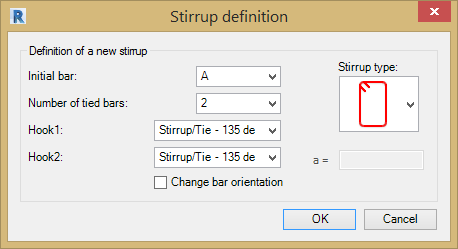 Stirrup definition
Definition of a new stirrup
Initial bar: A
Stirrup type:
Number of tied bars: 2
Hook1: Stirrup/Tie - 135 de
Hook2: Stirrup/Tie - 135 de
a =
Change bar orientation
OK Cancel